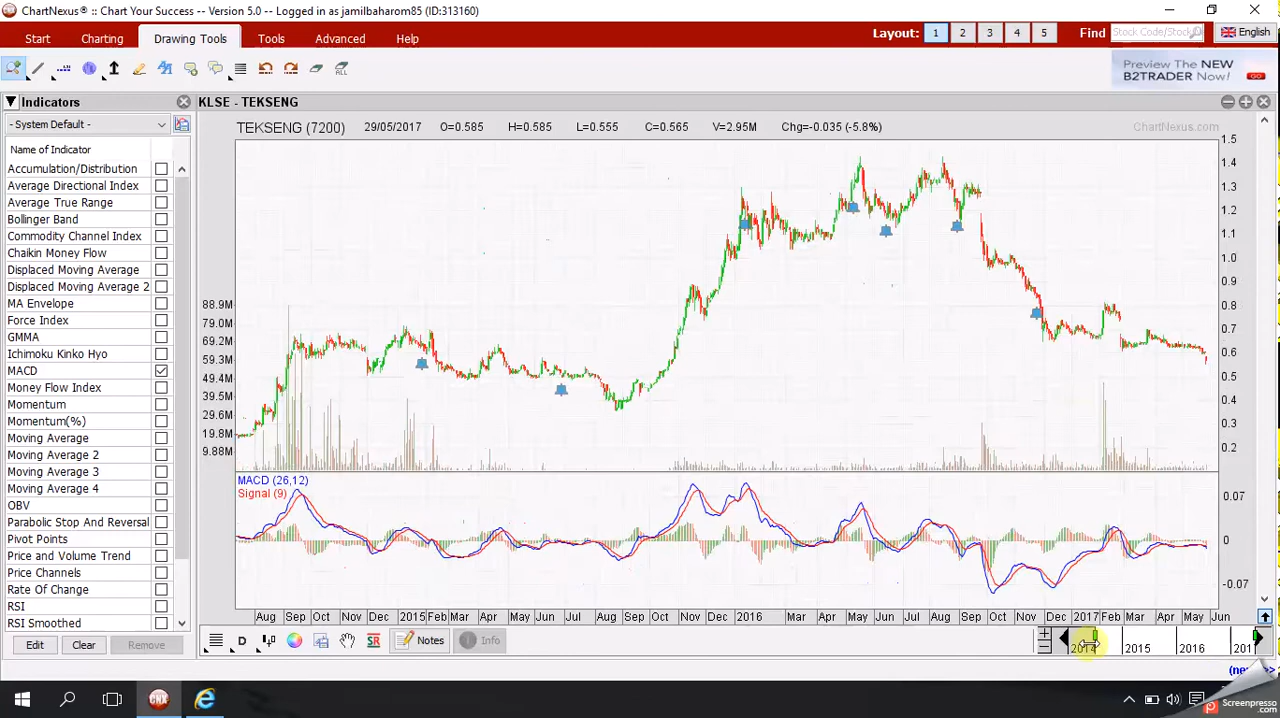 ChartNexus® :: Chart Your Success -- Version 5.0 -- Logged in as jamilbaharom85 (ID:313160)
Start Charting Drawing Tools Tools Advanced Help Layout: 1 2 3 4 5 Find English
ALL
Preview The NEW
B2TRADER Now! GO
Indicators
- System Default -
Name of Indicator
Accumulation/Distribution
Average Directional Index
Average True Range
Bollinger Band
Commodity Channel Index
Chaikin Money Flow
Displaced Moving Average
Displaced Moving Average 2
MA Envelope
Force Index
GMMA
Ichimoku Kinko Hyo
MACD
Money Flow Index
Momentum
Momentum(%)
Moving Average
Moving Average 2
Moving Average 3
Moving Average 4
OBV
Parabolic Stop And Reversal
Pivot Points
Price and Volume Trend
Price Channels
Rate Of Change
RSI
RSI Smoothed
Edit Clear Remove
KLSE - TEKSENG
TEKSENG (7200) 29/05/2017 O=0.585 H=0.585 L=0.555 C=0.565 V=2.95M Chg=-0.035 (-5.8%) ChartNexus.com
1.5
1.4
1.3
1.2
1.1
1.0
0.9
0.8
0.7
0.6
0.5
0.4
0.3
0.2
88.9M
79.0M
69.2M
59.3M
49.4M
39.5M
29.6M
19.8M
9.88M
MACD (26,12)
Signal (9)
0.07
0
-0.07
Aug Sep Oct Nov Dec 2015 Feb Mar Apr May Jun Jul Aug Sep Oct Nov Dec 2016 Mar Apr May Jun Jul Aug Sep Oct Nov Dec 2017 Feb Mar Apr May Jun
D SR Notes Info
2014 2015 2016 201
Screenpresso
.com